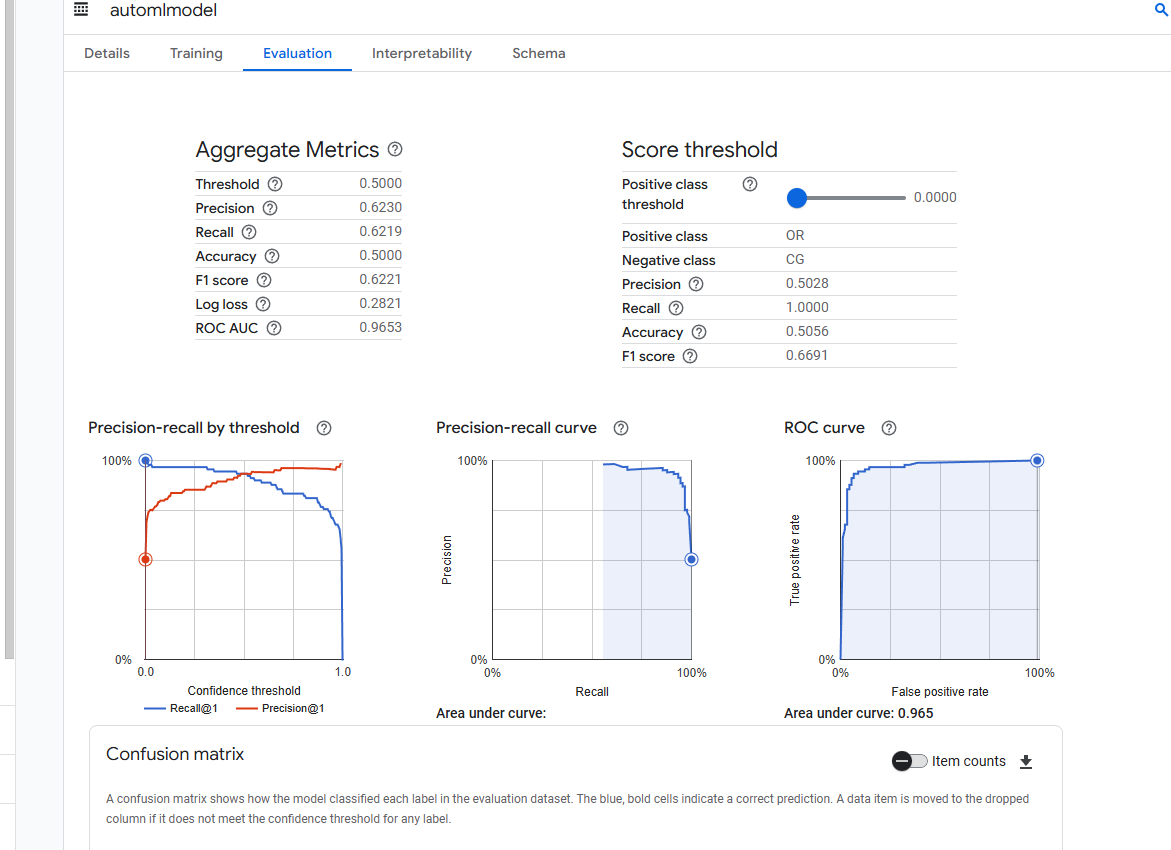 automlmodel
Details Training Evaluation Interpretability Schema
Aggregate Metrics
Threshold 0.5000
Precision 0.6230
Recall 0.6219
Accuracy 0.5000
F1 score 0.6221
Log loss 0.2821
ROC AUC 0.9653
Score threshold
Positive class
threshold 0.0000
Positive class OR
Negative class CG
Precision 0.5028
Recall 1.0000
Accuracy 0.5056
F1 score 0.6691
Precision-recall by threshold
100%
0%
0.0 1.0
Confidence threshold
Recall@1 Precision@1
Precision-recall curve
100%
Precision
0%
0% 100%
Recall
Area under curve:
ROC curve
100%
True positive rate
0%
0% 100%
False positive rate
Area under curve: 0.965
Confusion matrix
Item counts
A confusion matrix shows how the model classified each label in the evaluation dataset. The blue, bold cells indicate a correct prediction. A data item is moved to the dropped
column if it does not meet the confidence threshold for any label.